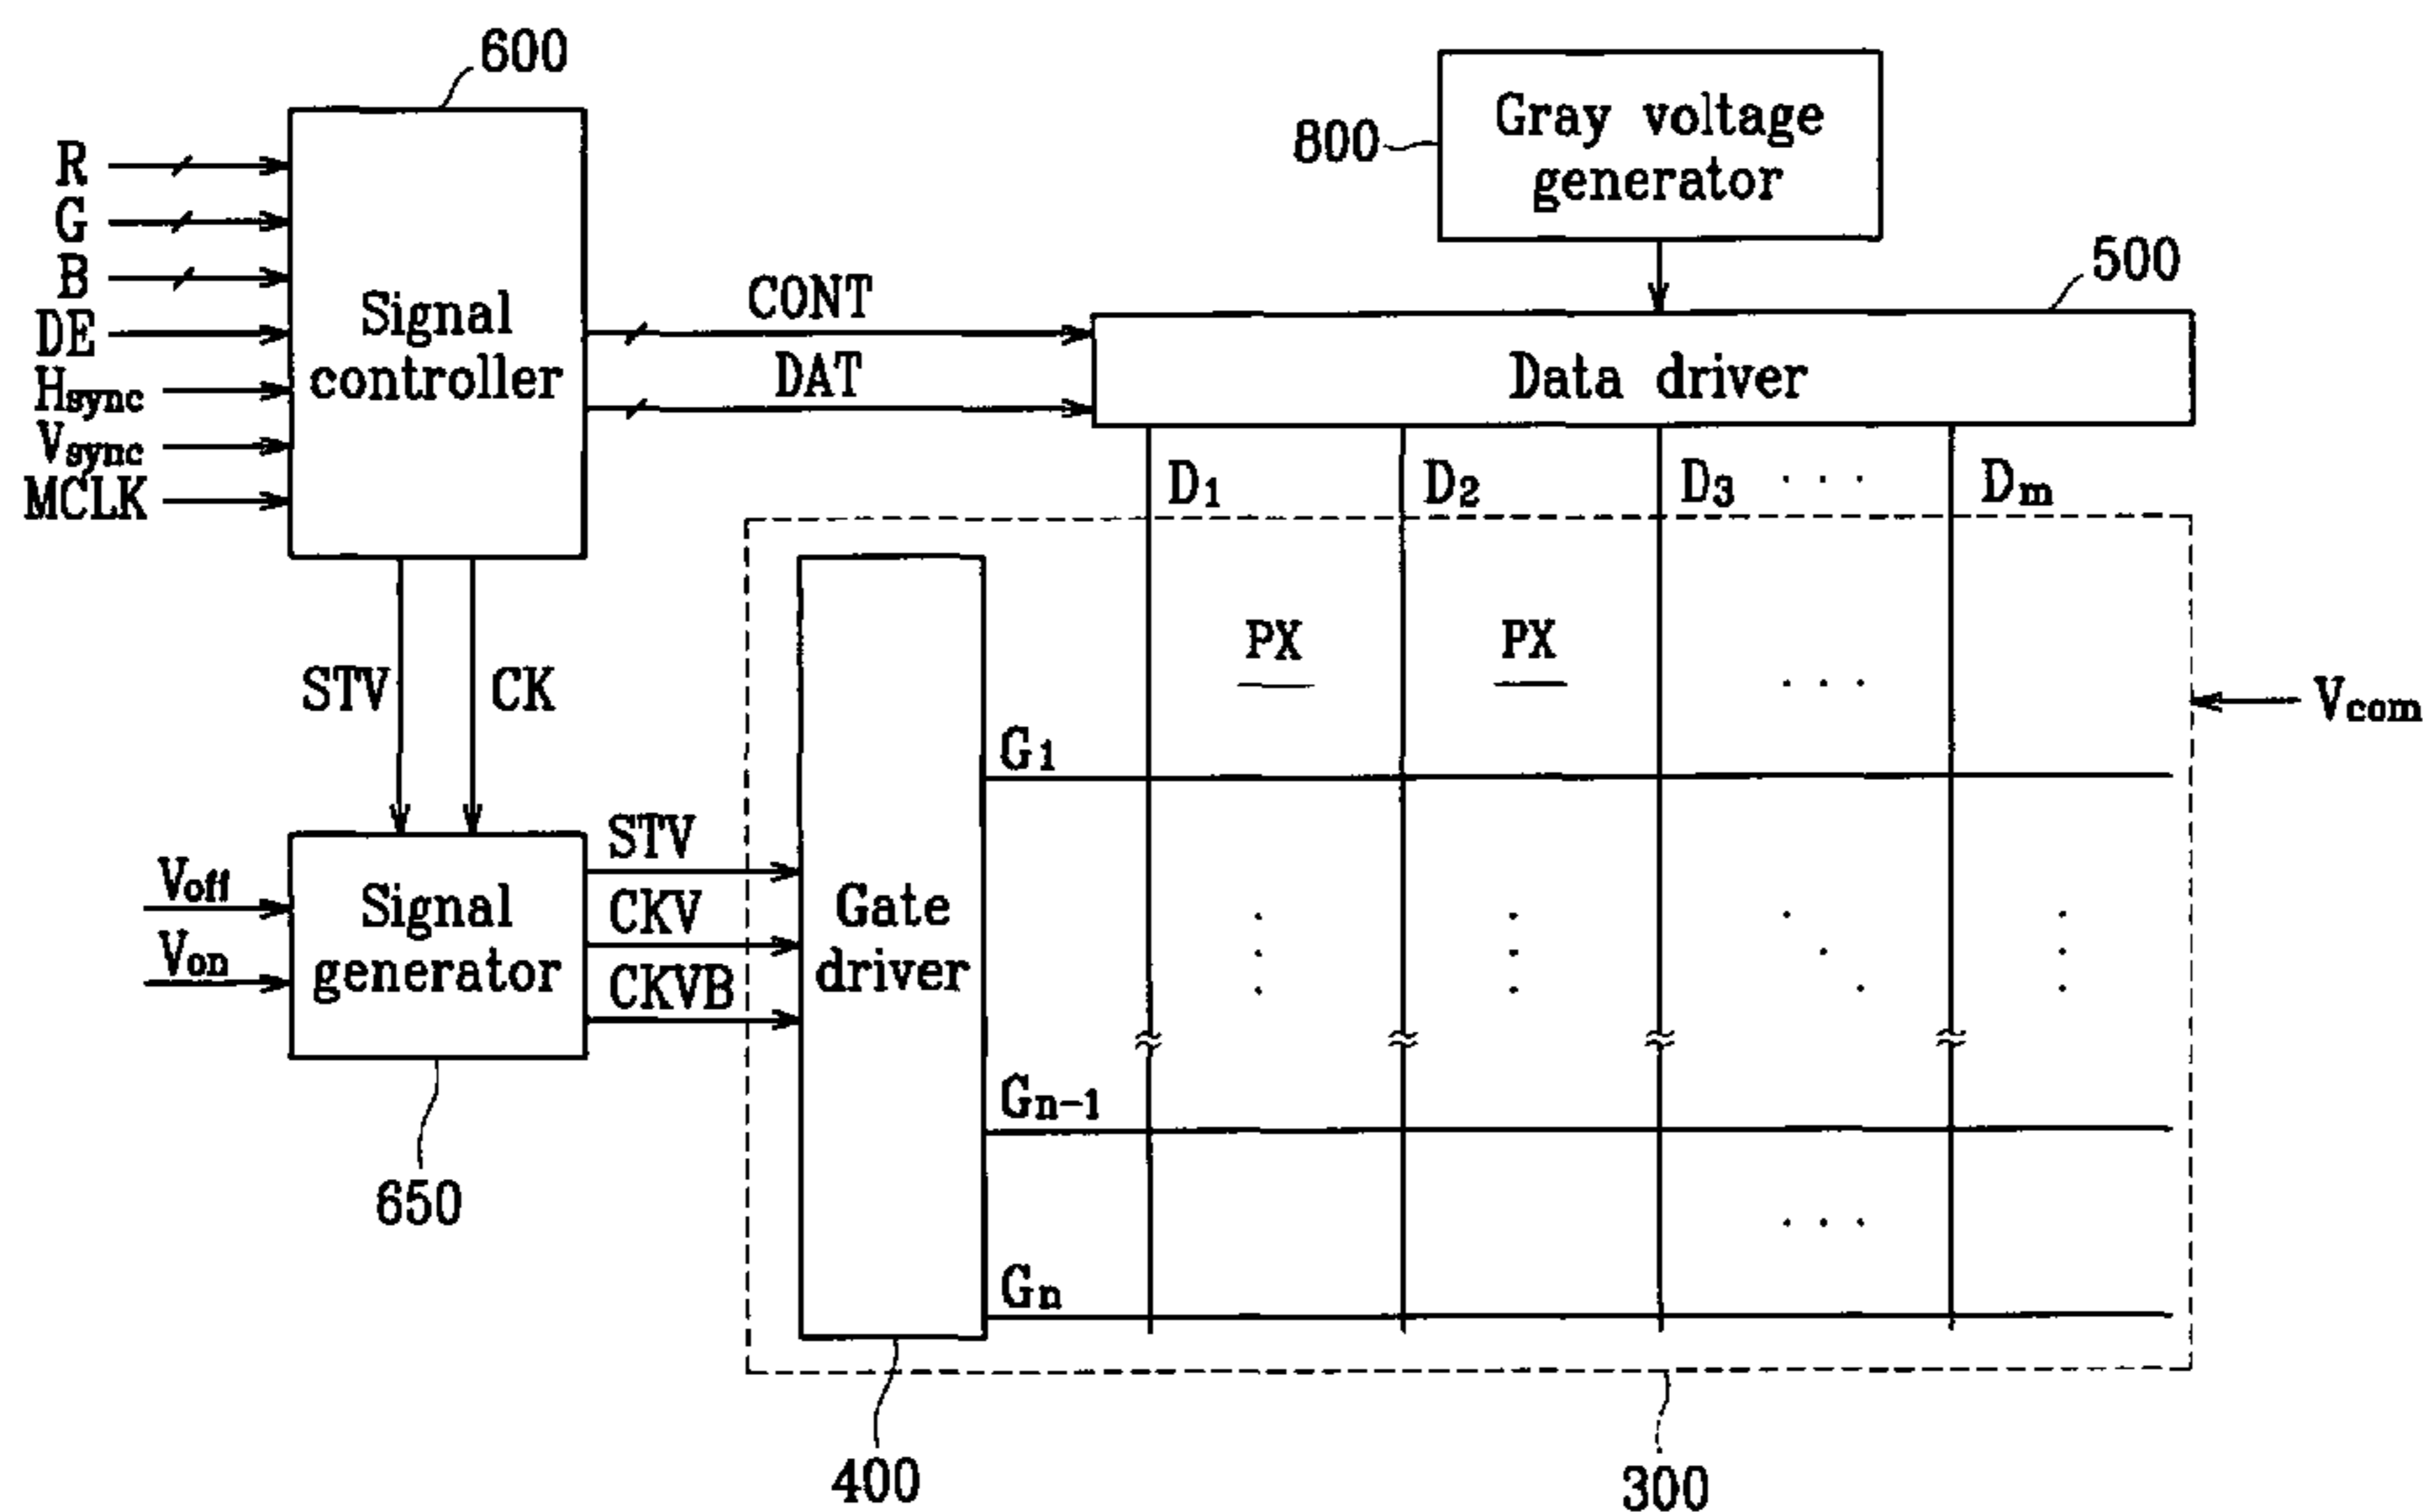 600
Gray voltage
generator
800
R
G
B
DE
Hsync
Vsync
MCLK
Signal
controller
CONT
DAT
500
Data driver
D1 D2 D3 · · · Dm
STV CK
PX PX · · ·
Vcom
G1
Voff
Von
Signal
generator
STV
CKV
CKVB
Gate
driver
Gn-1
Gn
· · ·
650
400
300